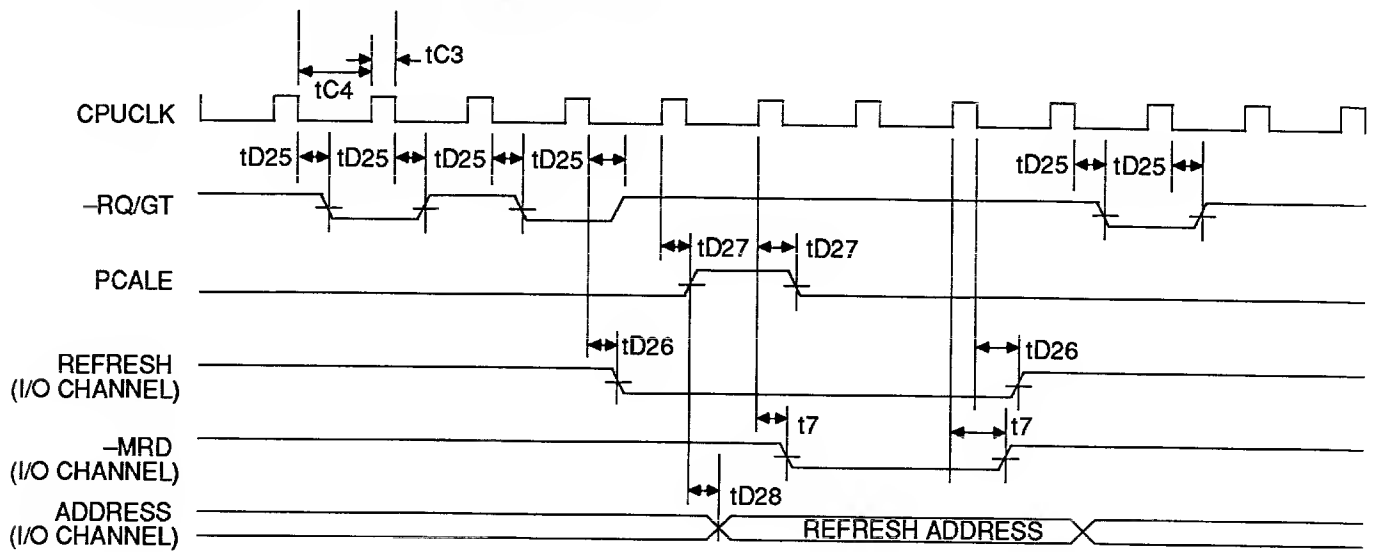 tC3
tC4
CPUCLK
tD25 tD25 tD25 tD25 tD25 tD25
–RQ/GT
tD27 tD27
PCALE
tD26 tD26
REFRESH
(I/O CHANNEL)
t7 t7
–MRD
(I/O CHANNEL)
tD28
ADDRESS
(I/O CHANNEL)
REFRESH ADDRESS